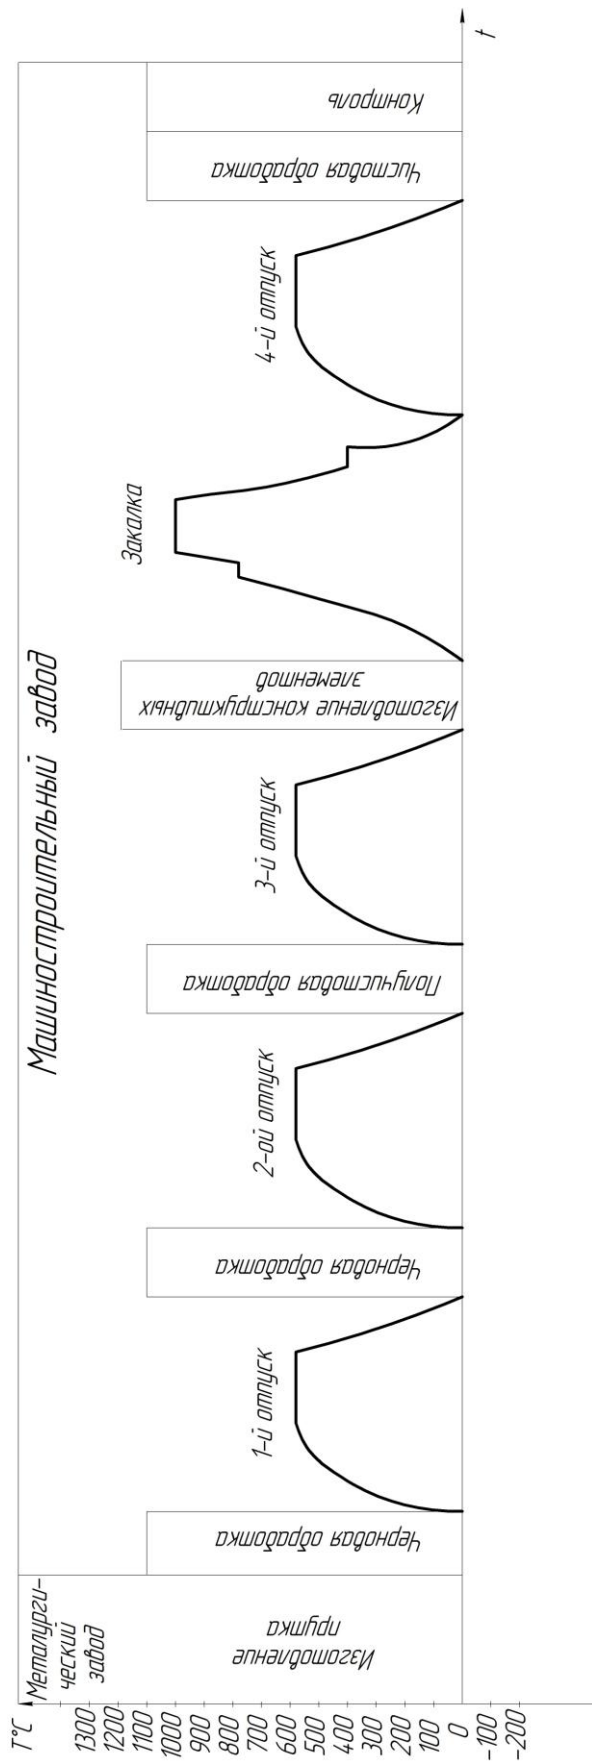 T°C
Металурги-
ческий
завод
Машиностроительный завод
1300
1200
1100
1000
900
800
700
600
500
400
300
200
100
0
100
200
Изготовление
прутка
Черновая обработка
1-й отпуск
Черновая обработка
2-ой отпуск
Получистовая обработка
3-й отпуск
Изготовление конструктивных
элементов
Закалка
4-й отпуск
Чистовая обработка
Контроль
t